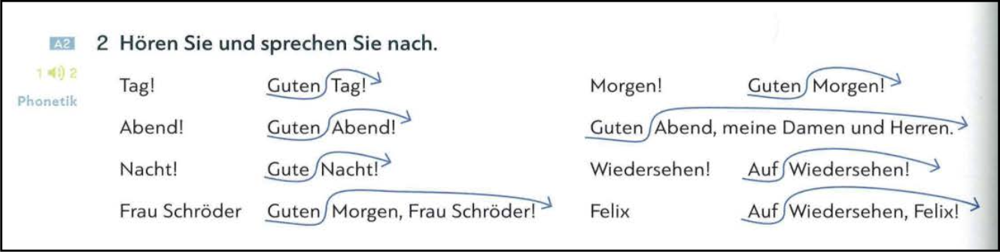 A2 2 Hören Sie und sprechen Sie nach.
1 2
Phonetik
Tag! Guten Tag! Morgen! Guten Morgen!
Abend! Guten Abend! Guten Abend, meine Damen und Herren.
Nacht! Gute Nacht! Wiedersehen! Auf Wiedersehen!
Frau Schröder Guten Morgen, Frau Schröder! Felix Auf Wiedersehen, Felix!